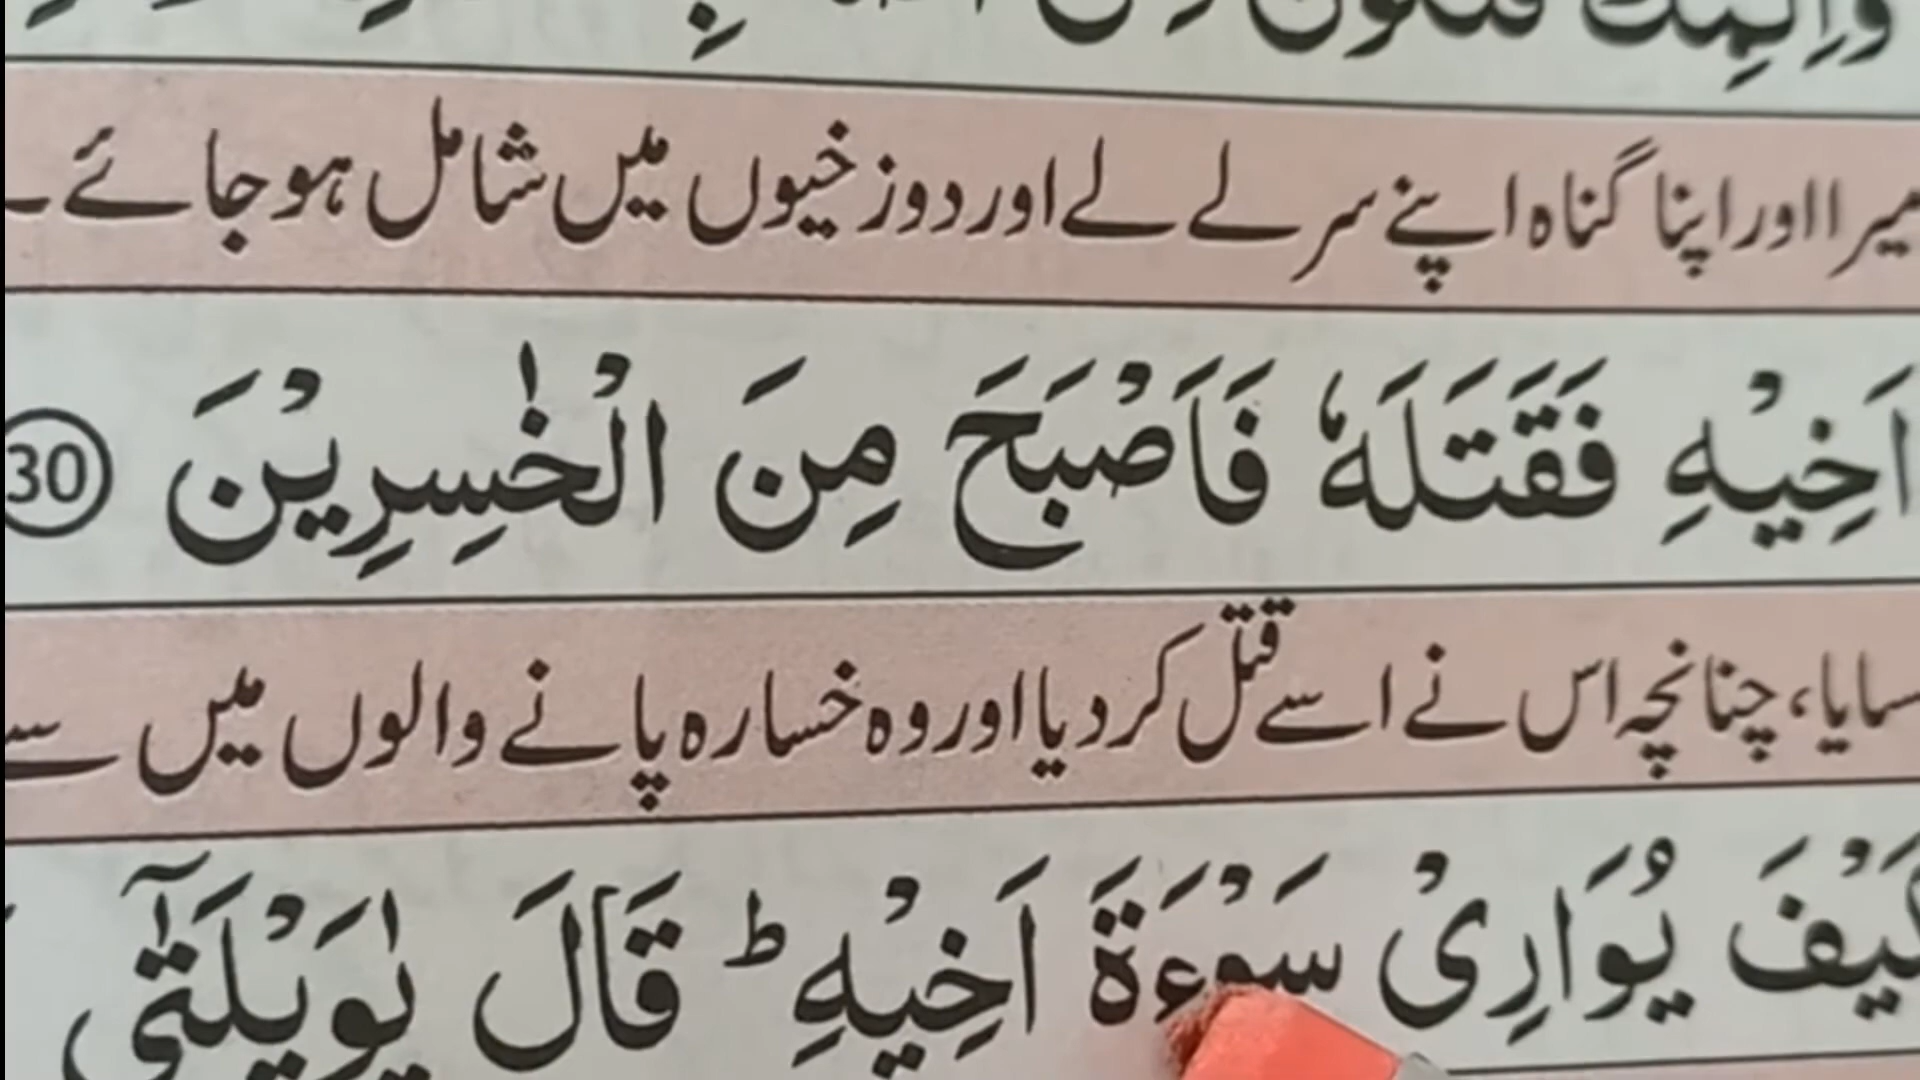 میرا اور اپنا گناہ اپنے سر لے لے اور دوزخیوں میں شامل ہو جائے
اَخِیْهِ فَقَتَلَهٗ فَاَصْبَحَ مِنَ الْخٰسِرِیْنَ 30
سایا، چنانچہ اس نے اسے قتل کر دیا اور وہ خسارہ پانے والوں میں سے
كَیْفَ یُوَارِیْ سَوْءَةَ اَخِیْهِ ؕ قَالَ یٰوَیْلَتٰۤى